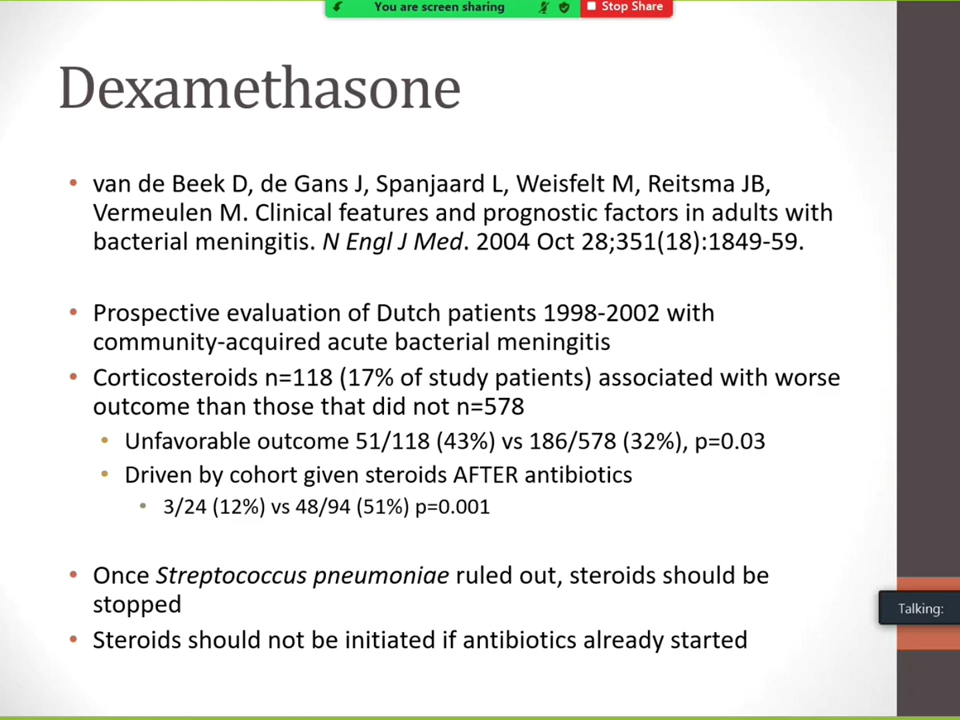 You are screen sharing
Stop Share
Dexamethasone
• van de Beek D, de Gans J, Spanjaard L, Weisfelt M, Reitsma JB,
Vermeulen M. Clinical features and prognostic factors in adults with
bacterial meningitis. N Engl J Med. 2004 Oct 28;351(18):1849-59.
• Prospective evaluation of Dutch patients 1998-2002 with
community-acquired acute bacterial meningitis
• Corticosteroids n=118 (17% of study patients) associated with worse
outcome than those that did not n=578
• Unfavorable outcome 51/118 (43%) vs 186/578 (32%), p=0.03
• Driven by cohort given steroids AFTER antibiotics
• 3/24 (12%) vs 48/94 (51%) p=0.001
• Once Streptococcus pneumoniae ruled out, steroids should be
stopped
Talking:
• Steroids should not be initiated if antibiotics already started